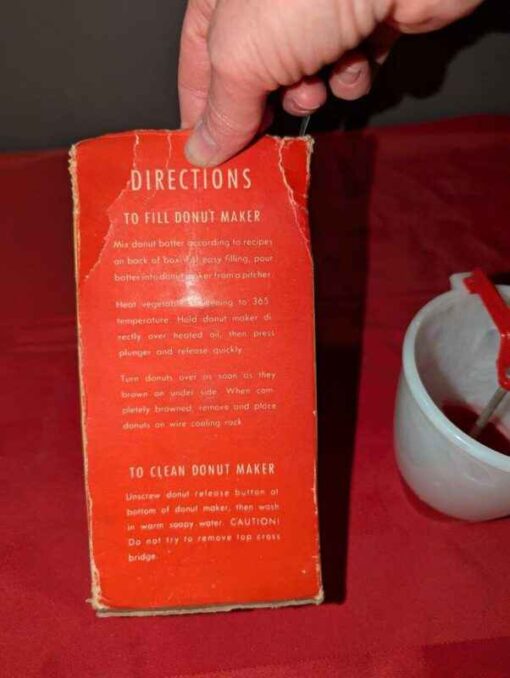 DIRECTIONS
TO FILL DONUT MAKER
Mix donut batter according to recipes
on back of box. For easy filling, pour
batter into donut maker from a pitcher
Heat vegetable shortening to 365
temperature. Hold donut maker di
rectly over heated oil, then press
plunger and release quickly
Turn donuts over as soon as they
brown on under side. When com
pletely browned, remove and place
donuts on wire cooling rack
TO CLEAN DONUT MAKER
Unscrew donut release button at
bottom of donut maker, then wash
in warm soapy water. CAUTION!
Do not try to remove top cross
bridge.